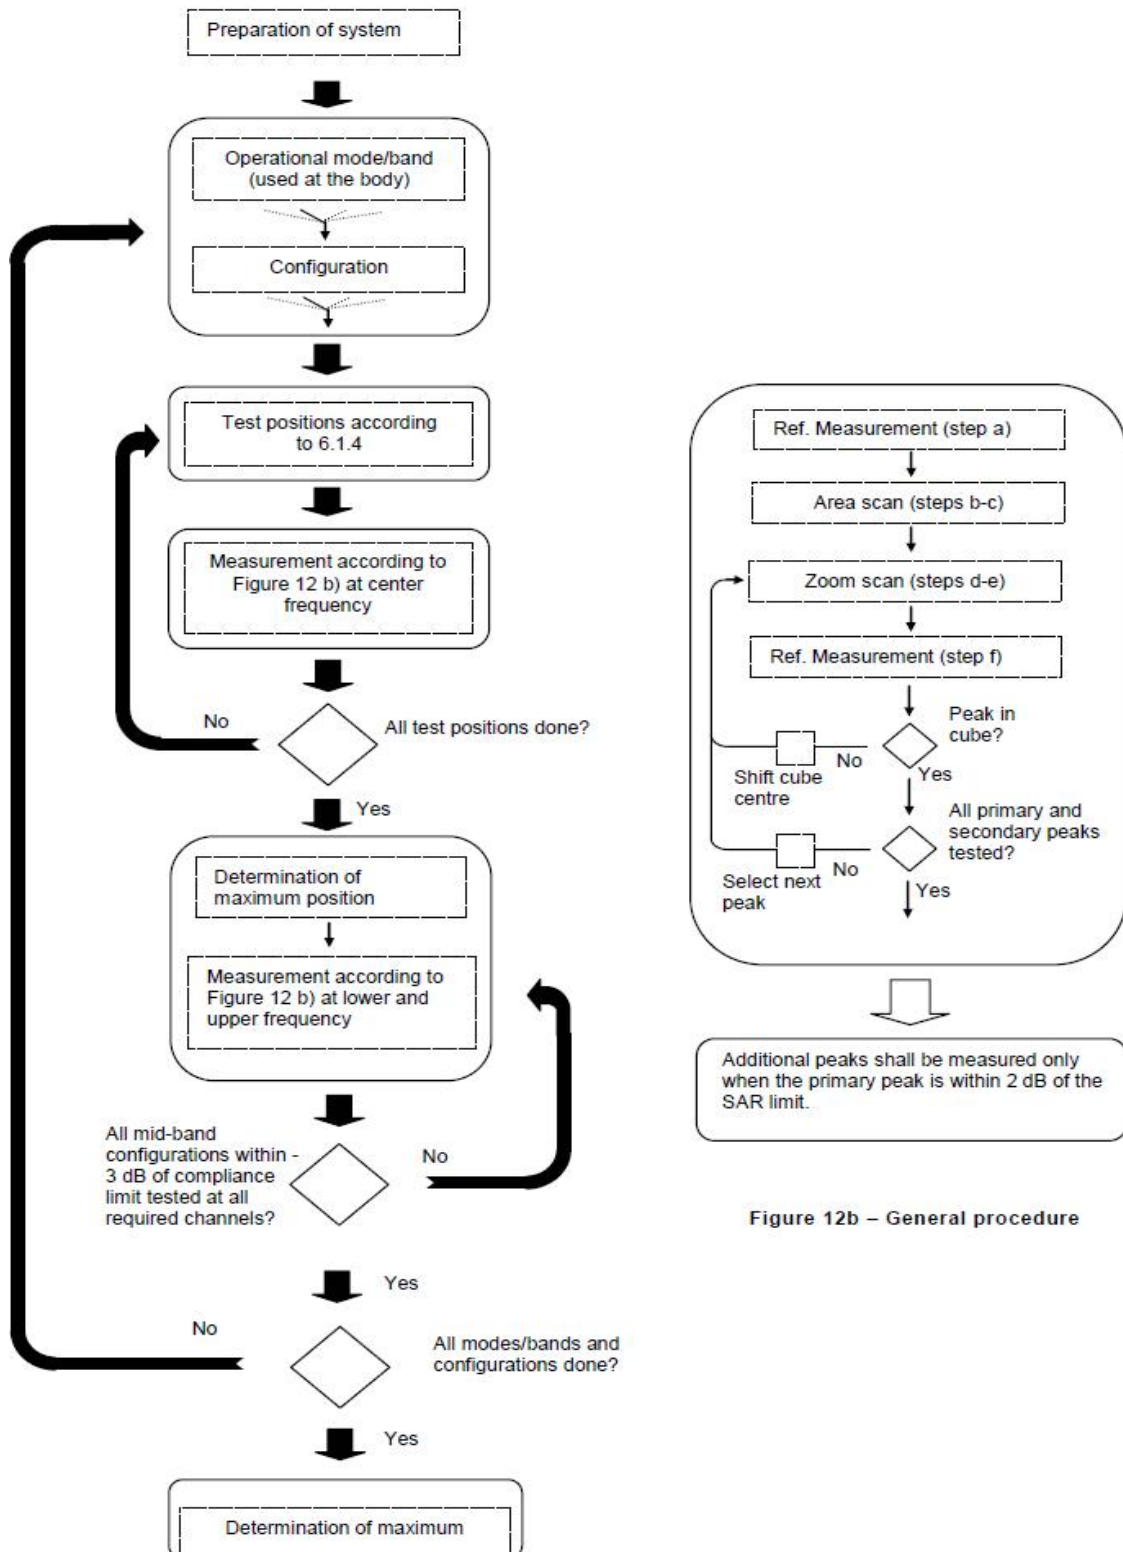 Preparation of system
Operational mode/band
(used at the body)
Configuration
Test positions according
to 6.1.4
Measurement according to
Figure 12 b) at center
frequency
No
All test positions done?
Yes
Determination of
maximum position
Measurement according to
Figure 12 b) at lower and
upper frequency
All mid-band
configurations within -
3 dB of compliance
limit tested at all
required channels?
No
Yes
No
All modes/bands and
configurations done?
Yes
Determination of maximum
Ref. Measurement (step a)
Area scan (steps b-c)
Zoom scan (steps d-e)
Ref. Measurement (step f)
Peak in
cube?
No
Shift cube
centre
Yes
All primary and
secondary peaks
tested?
No
Select next
peak
Yes
Additional peaks shall be measured only
when the primary peak is within 2 dB of the
SAR limit.
Figure 12b – General procedure